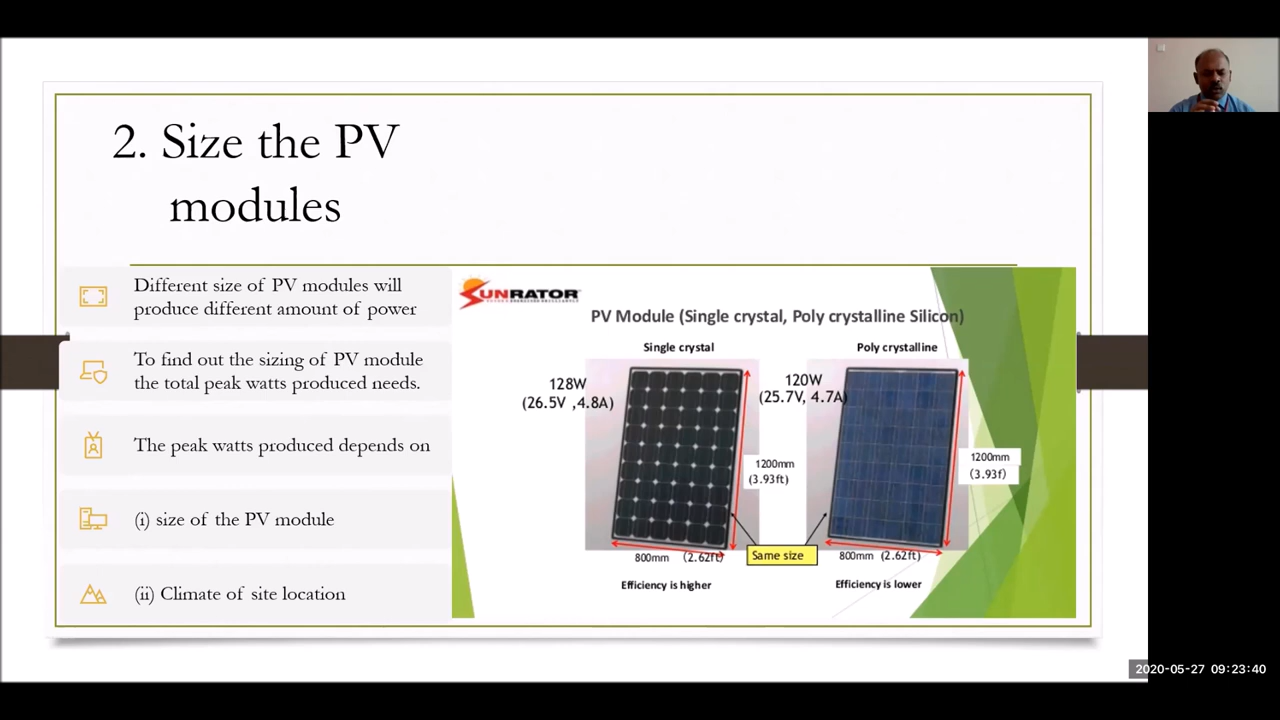 2. Size the PV
modules
Different size of PV modules will
produce different amount of power
To find out the sizing of PV module
the total peak watts produced needs.
The peak watts produced depends on
(i) size of the PV module
(ii) Climate of site location
SUNRATOR
PV Module (Single crystal, Poly crystalline Silicon)
Single crystal
Poly crystalline
128W
(26.5V ,4.8A)
120W
(25.7V, 4.7A)
1200mm
(3.93ft)
1200mm
(3.93f)
Same size
800mm (2.62ft)
800mm (2.62ft)
Efficiency is higher
Efficiency is lower
2020-05-27 09:23:40